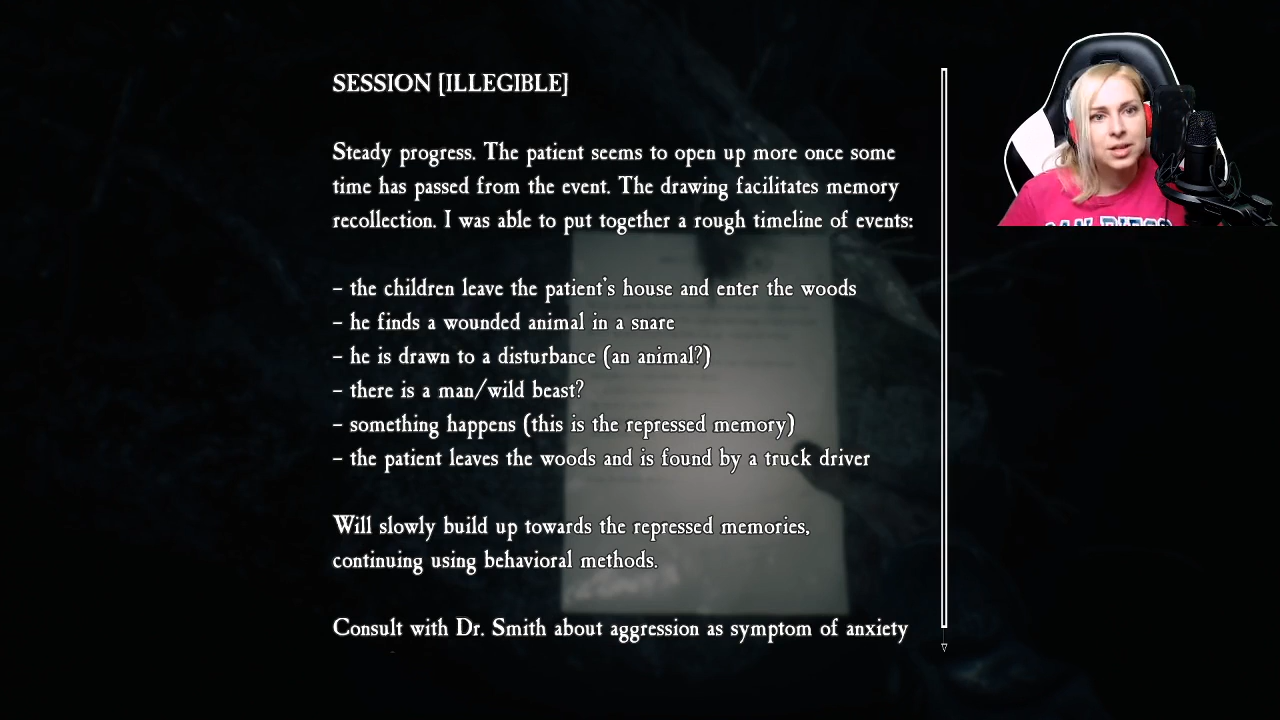 SESSION [ILLEGIBLE]
Steady progress. The patient seems to open up more once some
time has passed from the event. The drawing facilitates memory
recollection. I was able to put together a rough timeline of events:
– the children leave the patient's house and enter the woods
– he finds a wounded animal in a snare
– he is drawn to a disturbance (an animal?)
– there is a man/wild beast?
– something happens (this is the repressed memory)
– the patient leaves the woods and is found by a truck driver
Will slowly build up towards the repressed memories,
continuing using behavioral methods.
Consult with Dr. Smith about aggression as symptom of anxiety